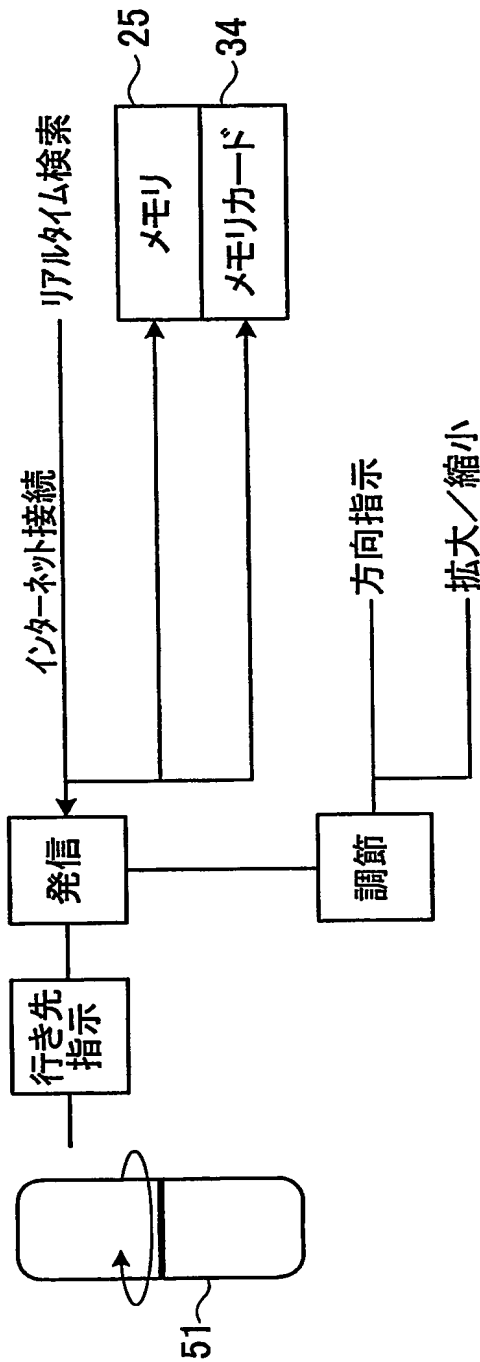 51
行き先
指示
発信
インターネット接続
リアルタイム検索
メモリ
25
メモリカード
34
調節
方向指示
拡大／縮小